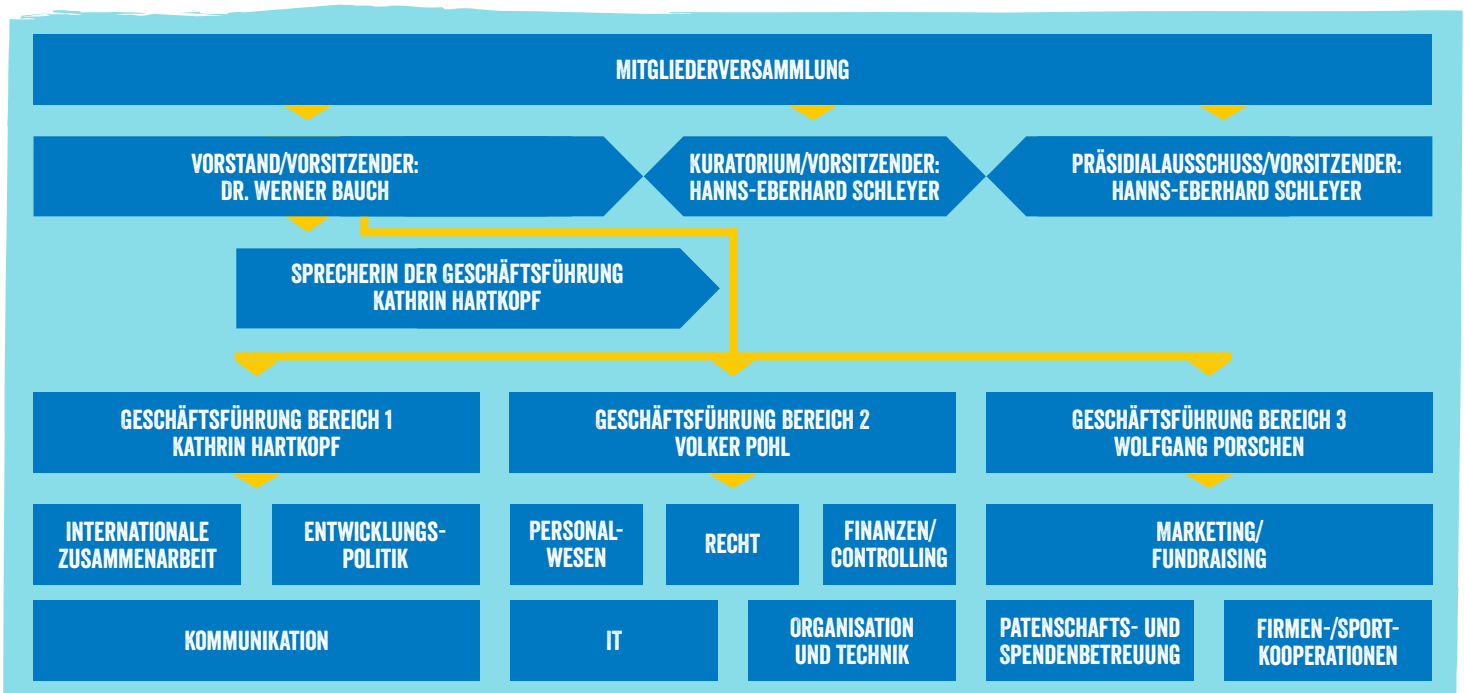 MITGLIEDERVERSAMMLUNG
VORSTAND/VORSITZENDER:
DR. WERNER BAUCH
KURATORIUM/VORSITZENDER:
HANNS-EBERHARD SCHLEYER
PRÄSIDIALAUSSCHUSS/VORSITZENDER:
HANNS-EBERHARD SCHLEYER
SPRECHERIN DER GESCHÄFTSFÜHRUNG
KATHRIN HARTKOPF
GESCHÄFTSFÜHRUNG BEREICH 1
KATHRIN HARTKOPF
GESCHÄFTSFÜHRUNG BEREICH 2
VOLKER POHL
GESCHÄFTSFÜHRUNG BEREICH 3
WOLFGANG PORSCHEN
INTERNATIONALE
ZUSAMMENARBEIT
ENTWICKLUNGS-
POLITIK
PERSONAL-
WESEN
RECHT
FINANZEN/
CONTROLLING
MARKETING/
FUNDRAISING
KOMMUNIKATION
IT
ORGANISATION
UND TECHNIK
PATENSCHAFTS- UND
SPENDENBETREUUNG
FIRMEN-/SPORT-
KOOPERATIONEN